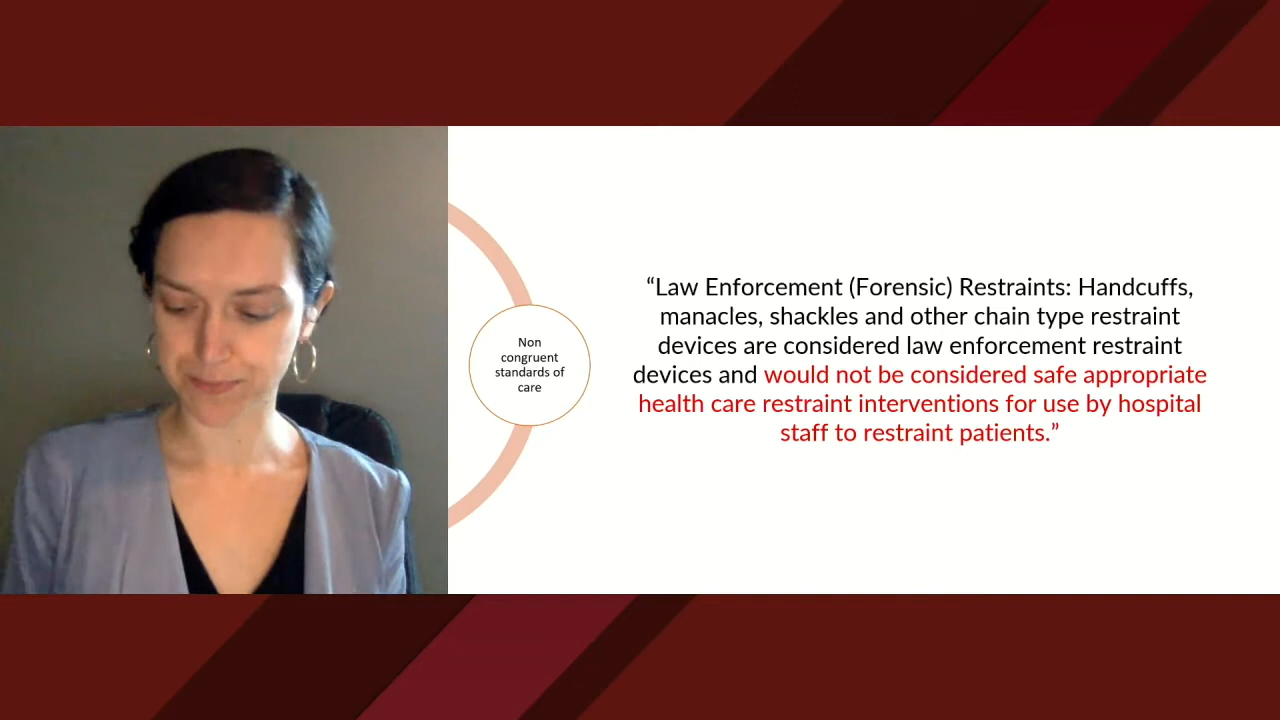 Non
congruent
standards of
care
“Law Enforcement (Forensic) Restraints: Handcuffs,
manacles, shackles and other chain type restraint
devices are considered law enforcement restraint
devices and would not be considered safe appropriate
health care restraint interventions for use by hospital
staff to restraint patients.”